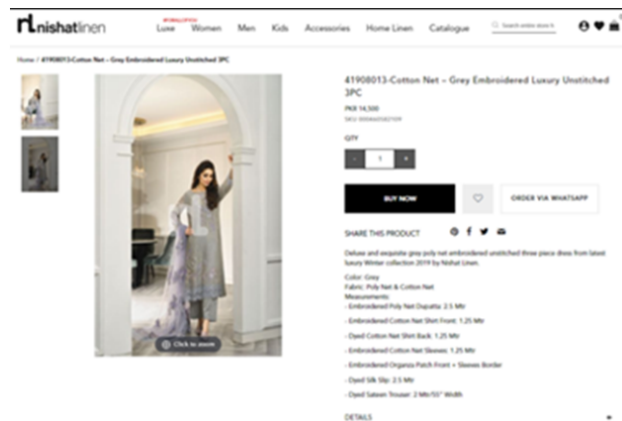 nishatlinen
#FORALLOFYOU
Luxe Women Men Kids Accessories Home Linen Catalogue
Search entire store h
Home / 41908013-Cotton Net – Grey Embroidered Luxury Unstitched 3PC
41908013-Cotton Net – Grey Embroidered Luxury Unstitched
3PC
PKR 14,500
QTY
- 1 +
BUY NOW
ORDER VIA WHATSAPP
SHARE THIS PRODUCT
Deluxe and exquisite grey poly net embroidered unstitched three piece dress from latest
luxury Winter collection 2019 by Nishat Linen.
Color: Grey
Fabric: Poly Net & Cotton Net
Measurements:
- Embroidered Poly Net Dupatta: 2.5 Mtr
- Embroidered Cotton Net Shirt Front: 1.25 Mtr
- Dyed Cotton Net Shirt Back: 1.25 Mtr
- Embroidered Cotton Net Sleeves: 1.25 Mtr
- Embroidered Organza Patch Front + Sleeves Border
- Dyed Silk Slip: 2.5 Mtr
- Dyed Sateen Trouser: 2 Mtr/55" Width
Click to zoom
DETAILS